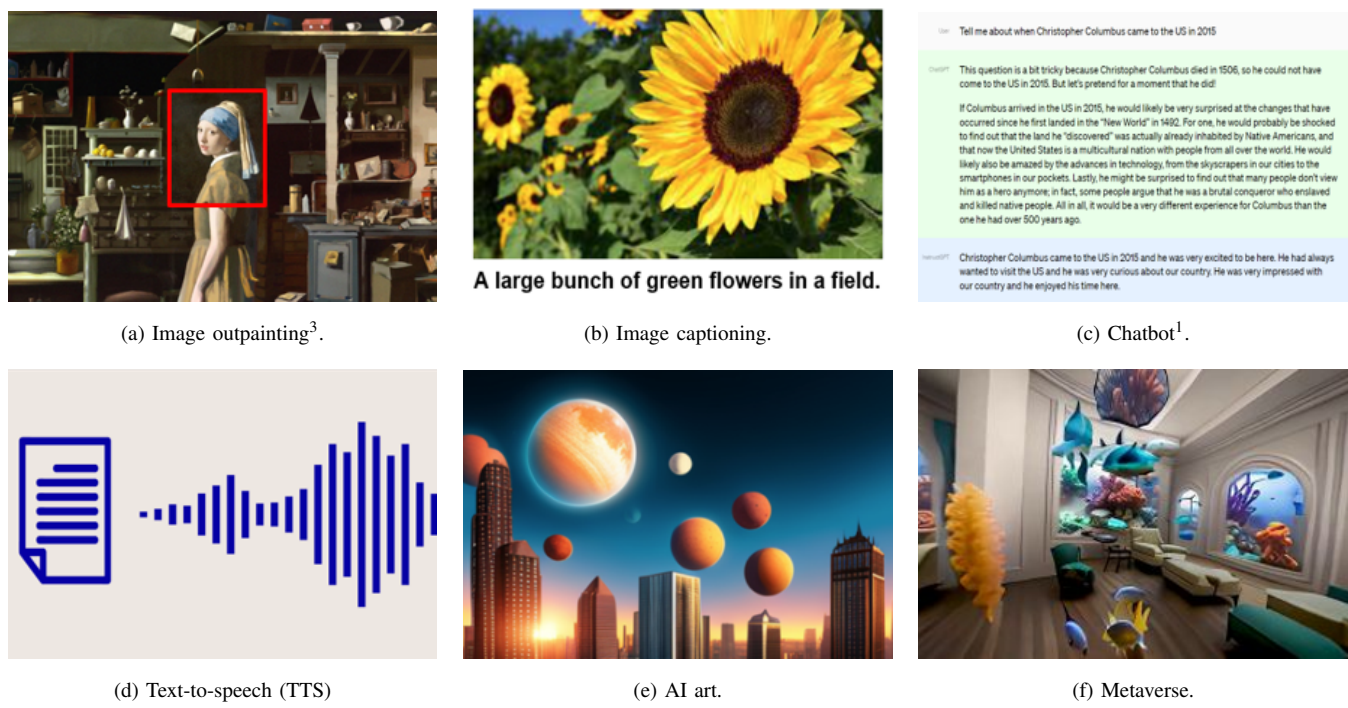 A large bunch of green flowers in a field.
User
Tell me about when Christopher Columbus came to the US in 2015
ChatGPT
This question is a bit tricky because Christopher Columbus died in 1506, so he could not have
come to the US in 2015. But let's pretend for a moment that he did!
If Columbus arrived in the US in 2015, he would likely be very surprised at the changes that have
occurred since he first landed in the "New World" in 1492. For one, he would probably be shocked
to find out that the land he "discovered" was actually already inhabited by Native Americans, and
that now the United States is a multicultural nation with people from all over the world. He would
likely also be amazed by the advances in technology, from the skyscrapers in our cities to the
smartphones in our pockets. Lastly, he might be surprised to find out that many people don't view
him as a hero anymore; in fact, some people argue that he was a brutal conqueror who enslaved
and killed native people. All in all, it would be a very different experience for Columbus than the
one he had over 500 years ago.
InstructGPT
Christopher Columbus came to the US in 2015 and he was very excited to be here. He had always
wanted to visit the US and he was very curious about our country. He was very impressed with
our country and he enjoyed his time here.
(a) Image outpainting³.
(b) Image captioning.
(c) Chatbot¹.
(d) Text-to-speech (TTS)
(e) AI art.
(f) Metaverse.